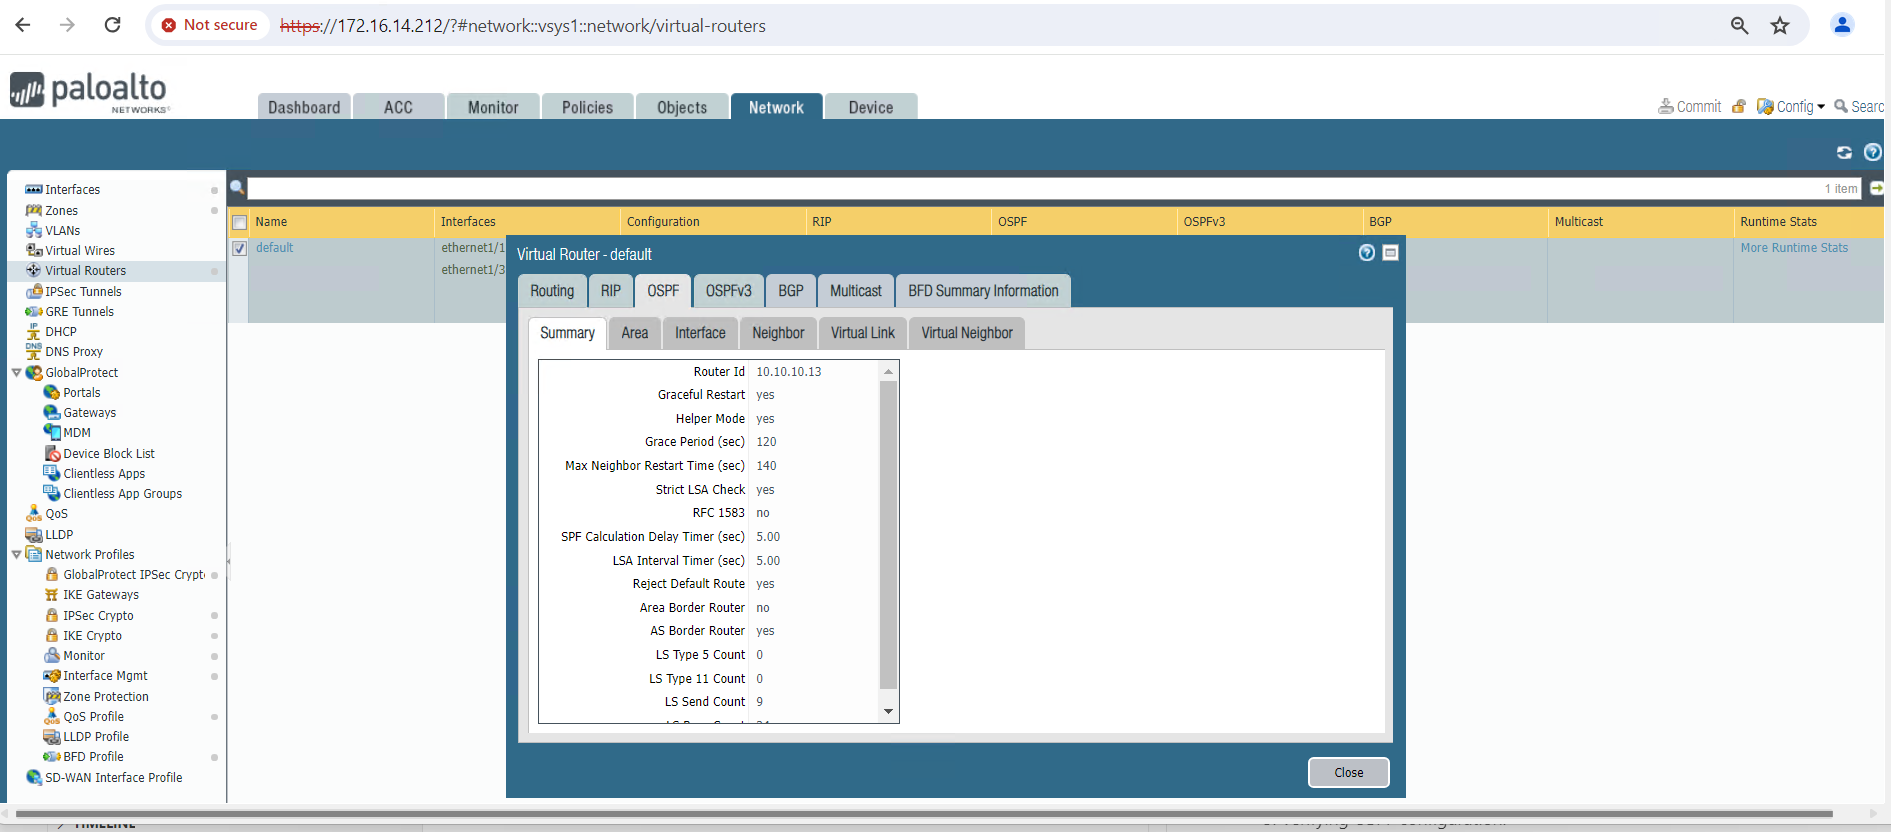 Not secure https://172.16.14.212/?#network::vsys1::network/virtual-routers
paloalto
NETWORKS®
Dashboard ACC Monitor Policies Objects Network Device
Commit Config Searc
1 item
Interfaces
Zones
VLANs
Virtual Wires
Virtual Routers
IPSec Tunnels
GRE Tunnels
IP
DHCP
DNS
DNS Proxy
GlobalProtect
Portals
Gateways
MDM
Device Block List
Clientless Apps
Clientless App Groups
QoS
LLDP
Network Profiles
GlobalProtect IPSec Crypt
IKE Gateways
IPSec Crypto
IKE Crypto
Monitor
Interface Mgmt
Zone Protection
QoS Profile
LLDP Profile
BFD Profile
SD-WAN Interface Profile
Name Interfaces Configuration RIP OSPF OSPFv3 BGP Multicast Runtime Stats
default ethernet1/1 More Runtime Stats
ethernet1/3
Virtual Router - default
Routing RIP OSPF OSPFv3 BGP Multicast BFD Summary Information
Summary Area Interface Neighbor Virtual Link Virtual Neighbor
Router Id 10.10.10.13
Graceful Restart yes
Helper Mode yes
Grace Period (sec) 120
Max Neighbor Restart Time (sec) 140
Strict LSA Check yes
RFC 1583 no
SPF Calculation Delay Timer (sec) 5.00
LSA Interval Timer (sec) 5.00
Reject Default Route yes
Area Border Router no
AS Border Router yes
LS Type 5 Count 0
LS Type 11 Count 0
LS Send Count 9
Close
TIMELINE